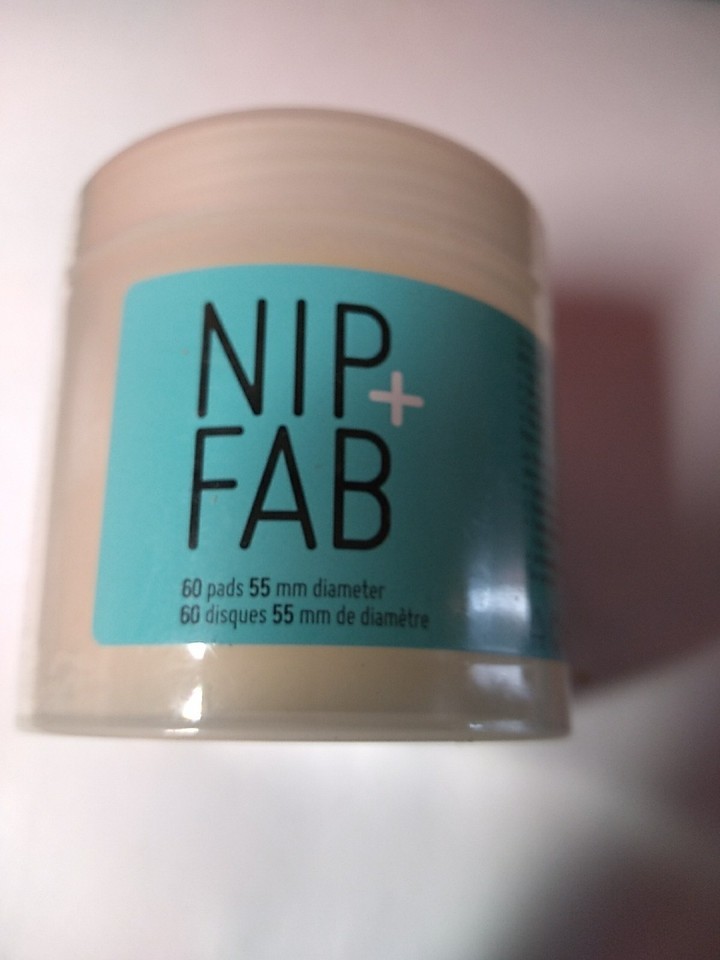 NIP+
FAB
60 pads 55 mm diameter
60 disques 55 mm de diamètre